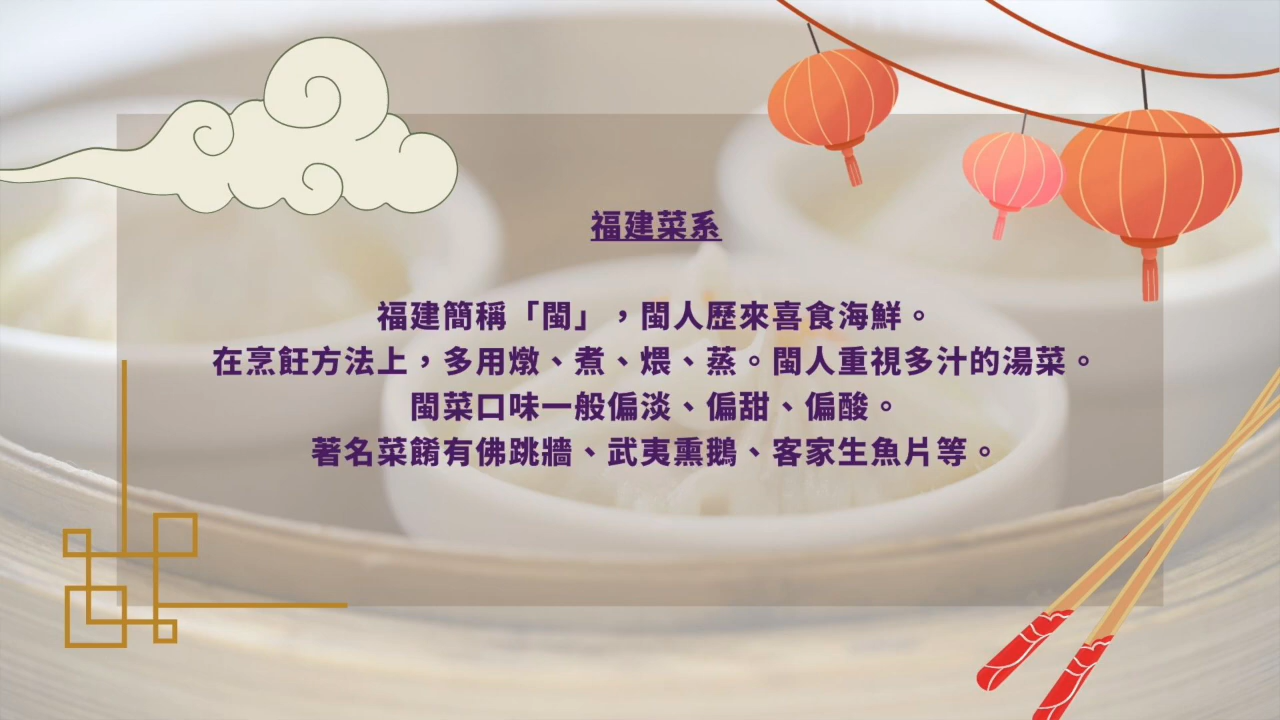 福建菜系
福建簡稱「閩」，閩人歷來喜食海鮮。
在烹飪方法上，多用燉、煮、煨、蒸。閩人重視多汁的湯菜。
閩菜口味一般偏淡、偏甜、偏酸。
著名菜餚有佛跳牆、武夷熏鵝、客家生魚片等。